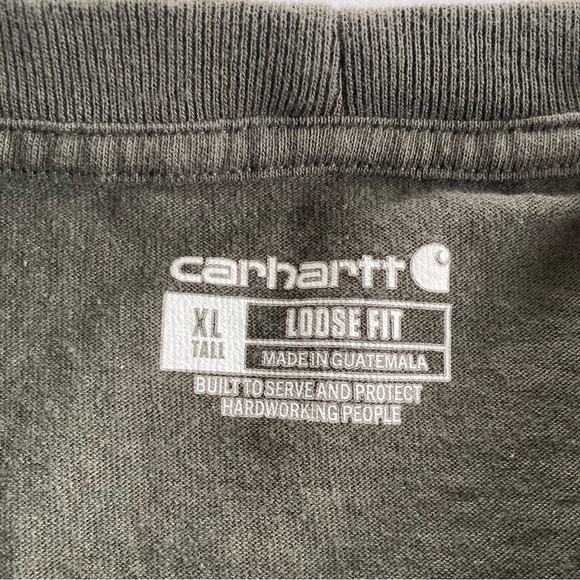 carhartt
XL
TALL
LOOSE FIT
MADE IN GUATEMALA
BUILT TO SERVE AND PROTECT
HARDWORKING PEOPLE